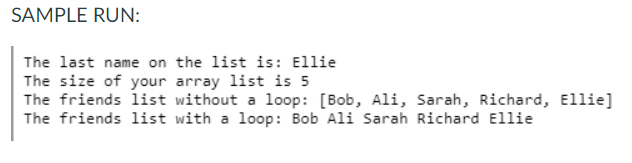 SAMPLE RUN:
The last name on the list is: Ellie
The size of your array list is 5
The friends list without a loop: [Bob, Ali, Sarah, Richard, Ellie]
The friends list with a loop: Bob Ali Sarah Richard Ellie